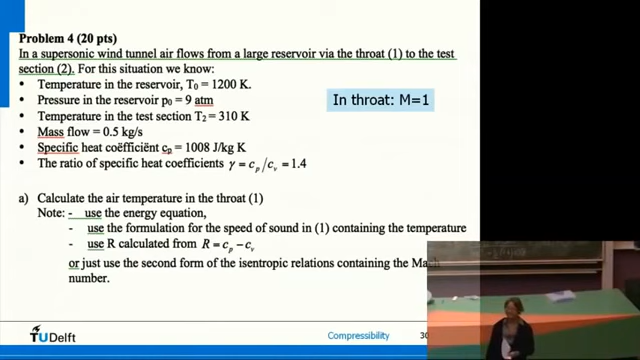 Problem 4 (20 pts)
In a supersonic wind tunnel air flows from a large reservoir via the throat (1) to the test
section (2). For this situation we know:
• Temperature in the reservoir, T₀ = 1200 K.
• Pressure in the reservoir p₀ = 9 atm
• Temperature in the test section T₂ = 310 K
• Mass flow = 0.5 kg/s
• Specific heat coëfficiënt cₚ = 1008 J/kg K
• The ratio of specific heat coefficients γ = cₚ/cᵥ = 1.4
In throat: M=1
a) Calculate the air temperature in the throat (1)
Note: - use the energy equation,
- use the formulation for the speed of sound in (1) containing the temperature
- use R calculated from R = cₚ − cᵥ
or just use the second form of the isentropic relations containing the Mach
number.
TUDelft
Compressibility